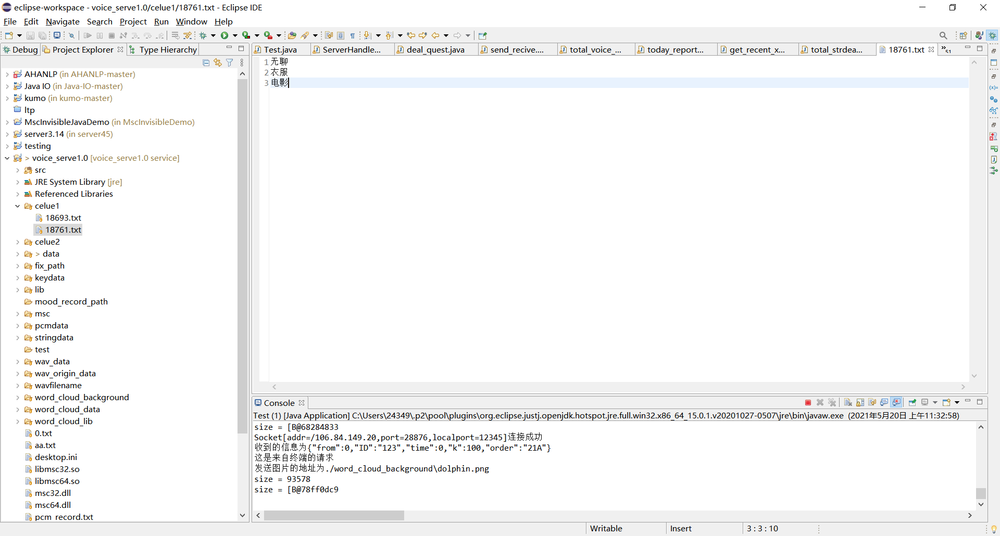 eclipse-workspace - voice_serve1.0/celue1/18761.txt - Eclipse IDE
File Edit Navigate Search Project Run Window Help
Debug Project Explorer Type Hierarchy
Test.java ServerHandle... deal_quest.java send_recive.... total_voice_... today_report... get_recent_x... total_strdea... 18761.txt »51
AHANLP (in AHANLP-master)
Java IO (in Java-IO-master)
kumo (in kumo-master)
ltp
MscInvisibleJavaDemo (in MscInvisibleDemo)
server3.14 (in server45)
testing
> voice_serve1.0 [voice_serve1.0 service]
src
JRE System Library [jre]
Referenced Libraries
celue1
18693.txt
18761.txt
celue2
> data
fix_path
keydata
lib
mood_record_path
msc
pcmdata
stringdata
test
wav_data
wav_origin_data
wavfilename
word_cloud_background
word_cloud_data
word_cloud_lib
0.txt
aa.txt
desktop.ini
libmsc32.so
libmsc64.so
msc32.dll
msc64.dll
pcm_record.txt
1 无聊
2 衣服
3 电影
Console
Test (1) [Java Application] C:\Users\24349\.p2\pool\plugins\org.eclipse.justj.openjdk.hotspot.jre.full.win32.x86_64_15.0.1.v20201027-0507\jre\bin\javaw.exe (2021年5月20日 上午11:32:58)
size = [B@68284833
Socket[addr=/106.84.149.20,port=28876,localport=12345]连接成功
收到的信息为{"from":0,"ID":"123","time":0,"k":100,"order":"21A"}
这是来自终端的请求
发送图片的地址为./word_cloud_background\dolphin.png
size = 93578
size = [B@78ff0dc9
Writable Insert 3 : 3 : 10